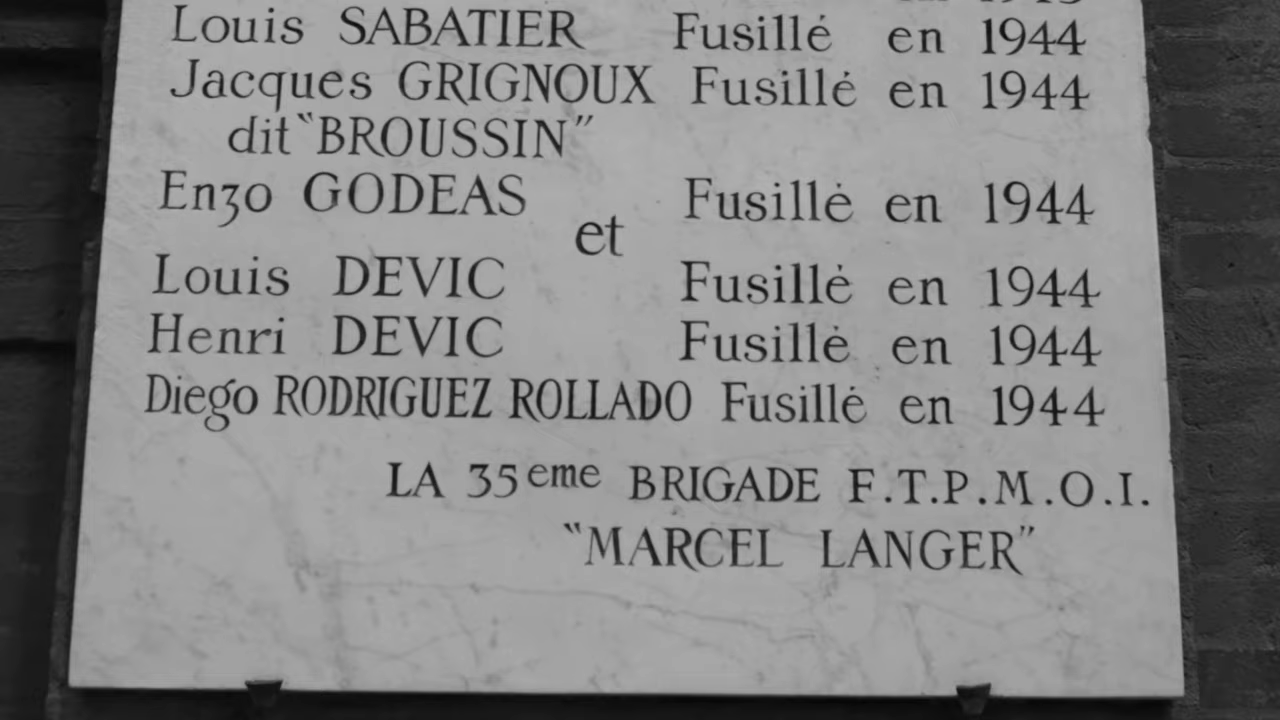 Louis SABATIER Fusillé en 1944
Jacques GRIGNOUX Fusillé en 1944
dit "BROUSSIN"
Enzo GODEAS Fusillé en 1944
et
Louis DEVIC Fusillé en 1944
Henri DEVIC Fusillé en 1944
Diego RODRIGUEZ ROLLADO Fusillé en 1944
LA 35eme BRIGADE F.T.P.M.O.I.
"MARCEL LANGER"